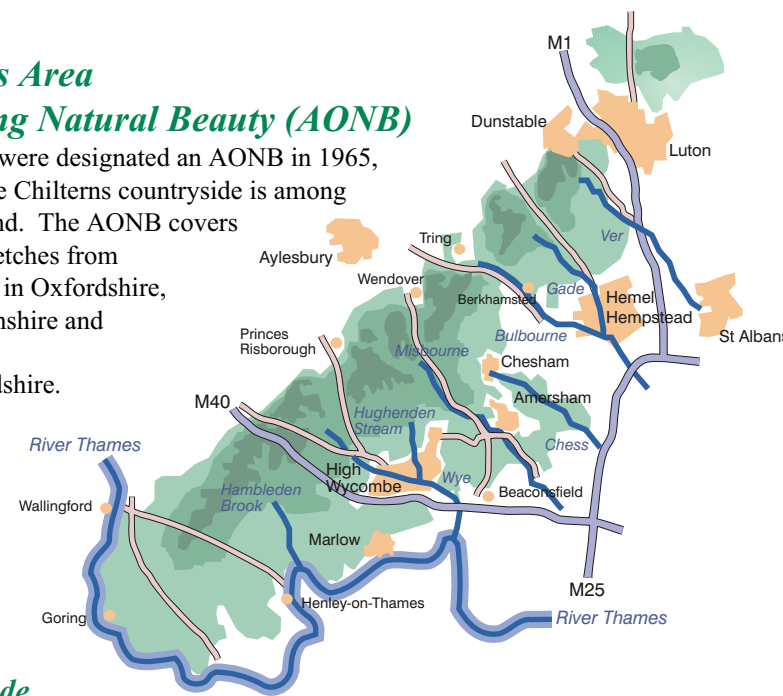 s Area
ng Natural Beauty (AONB)
were designated an AONB in 1965,
e Chilterns countryside is among
nd. The AONB covers
etches from
in Oxfordshire,
nshire and
dshire.
M1
Dunstable
Luton
Ver
Tring
Aylesbury
Wendover
Berkhamsted
Gade
Hemel
Hempstead
St Albans
Bulbourne
Princes
Risborough
Misbourne
Chesham
Amersham
M40
Hughenden
Stream
Chess
River Thames
High
Wycombe
Wye
Hambleden
Brook
Beaconsfield
Wallingford
Marlow
M25
Henley-on-Thames
Goring
River Thames
de